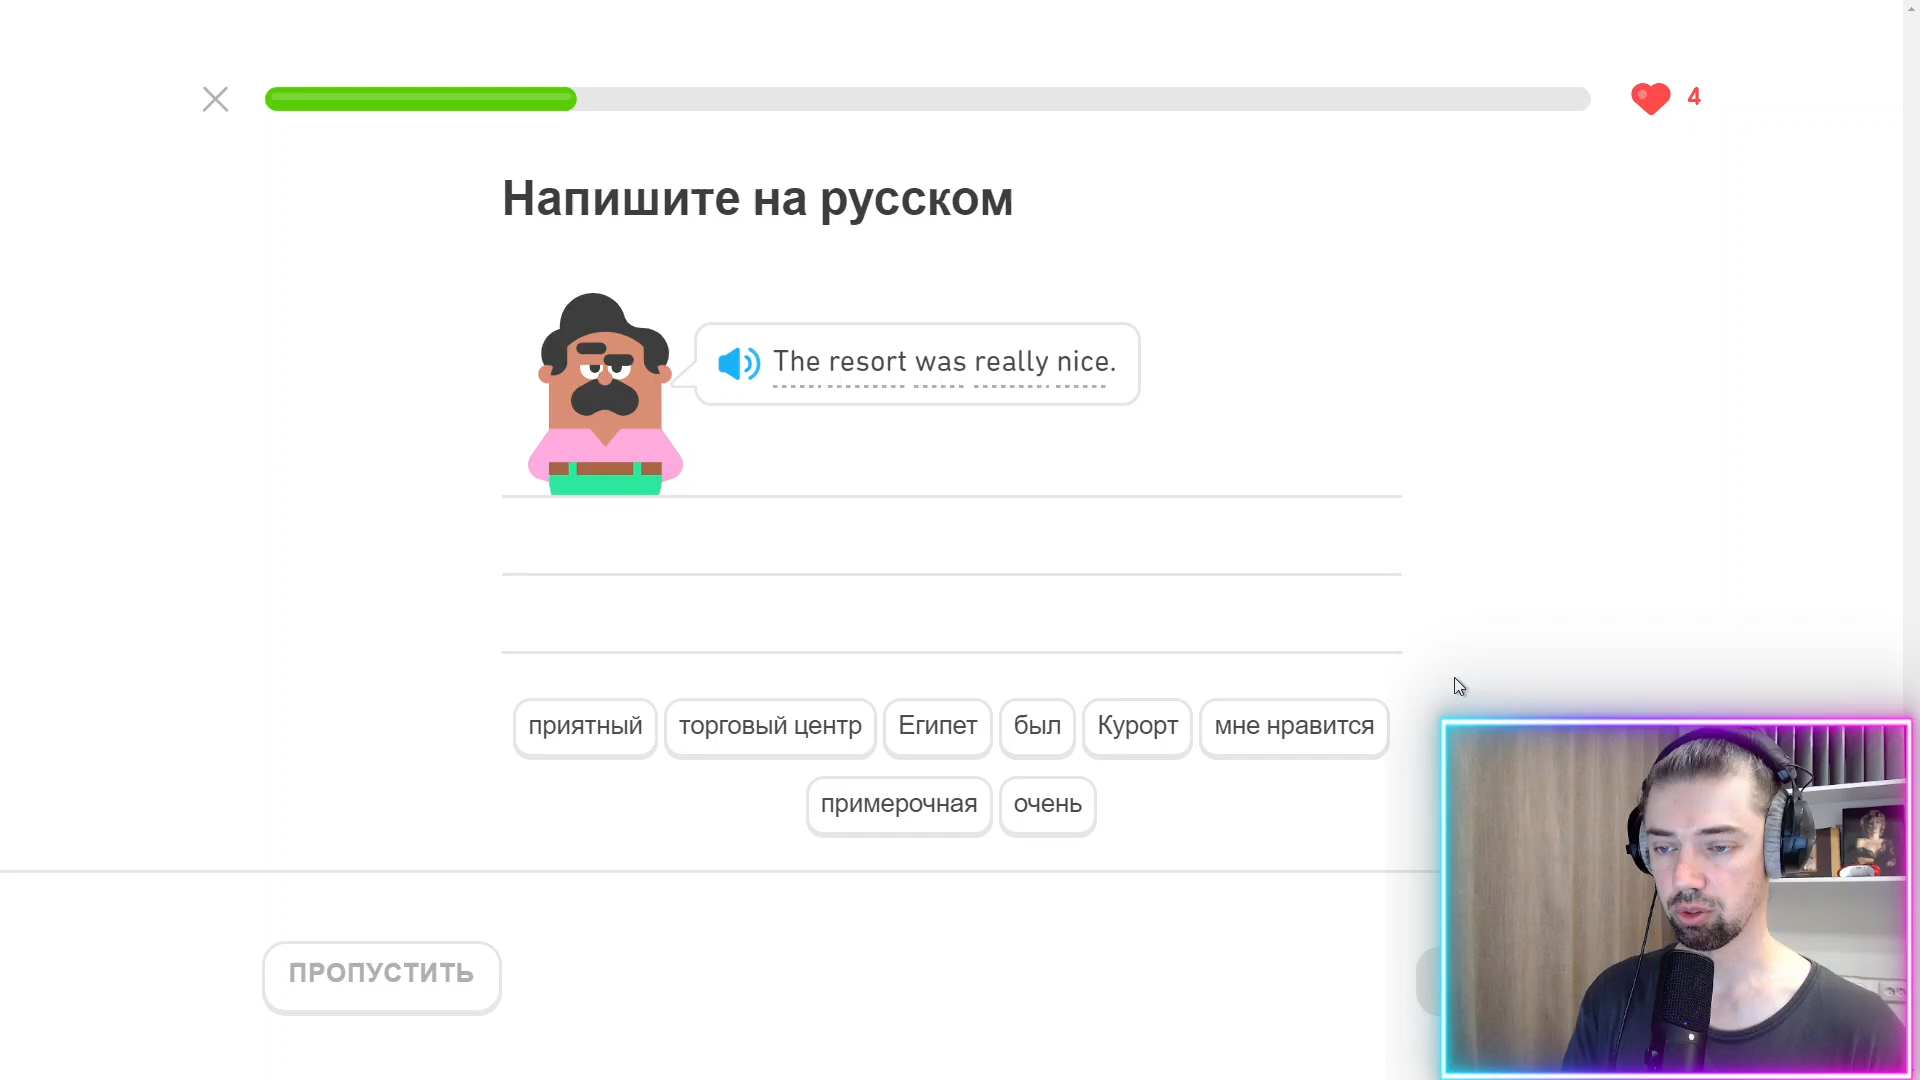 4
Напишите на русском
The resort was really nice.
приятный торговый центр Египет был Курорт мне нравится
примерочная очень
ПРОПУСТИТЬ